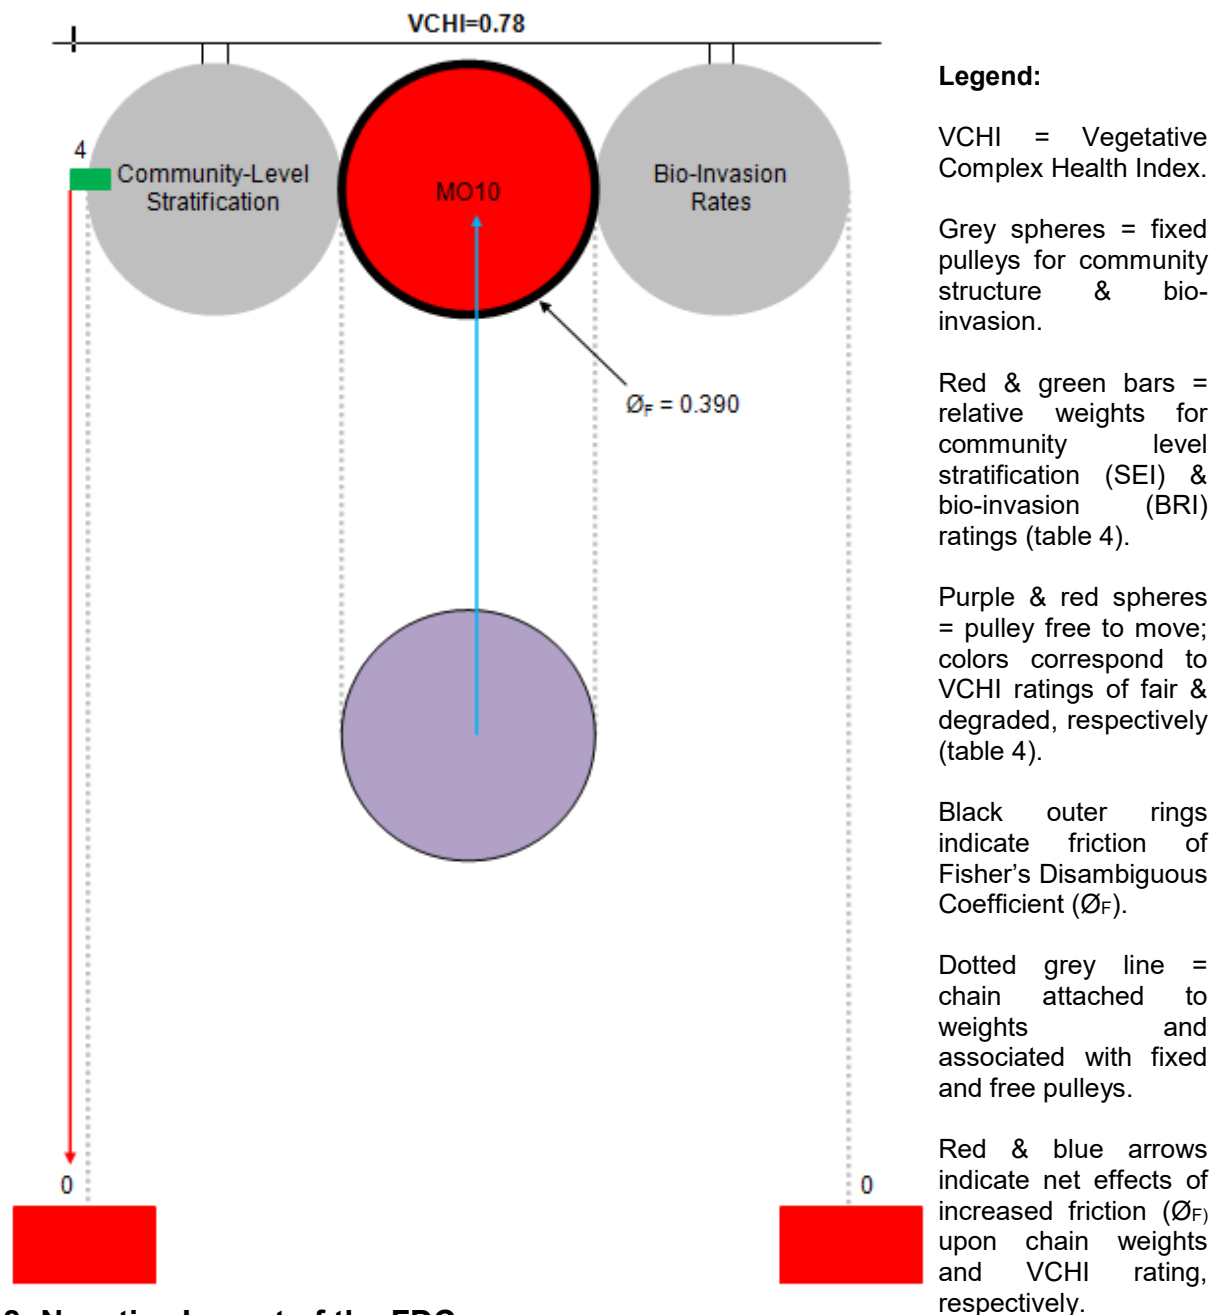 VCHI=0.78
4
Community-Level
Stratification
MO10
Bio-Invasion
Rates
ØF = 0.390
0
0
Legend:
VCHI = Vegetative
Complex Health Index.
Grey spheres = fixed
pulleys for community
structure & bio-
invasion.
Red & green bars =
relative weights for
community level
stratification (SEI) &
bio-invasion (BRI)
ratings (table 4).
Purple & red spheres
= pulley free to move;
colors correspond to
VCHI ratings of fair &
degraded, respectively
(table 4).
Black outer rings
indicate friction of
Fisher's Disambiguous
Coefficient (ØF).
Dotted grey line =
chain attached to
weights and
associated with fixed
and free pulleys.
Red & blue arrows
indicate net effects of
increased friction (ØF)
upon chain weights
and VCHI rating,
respectively.